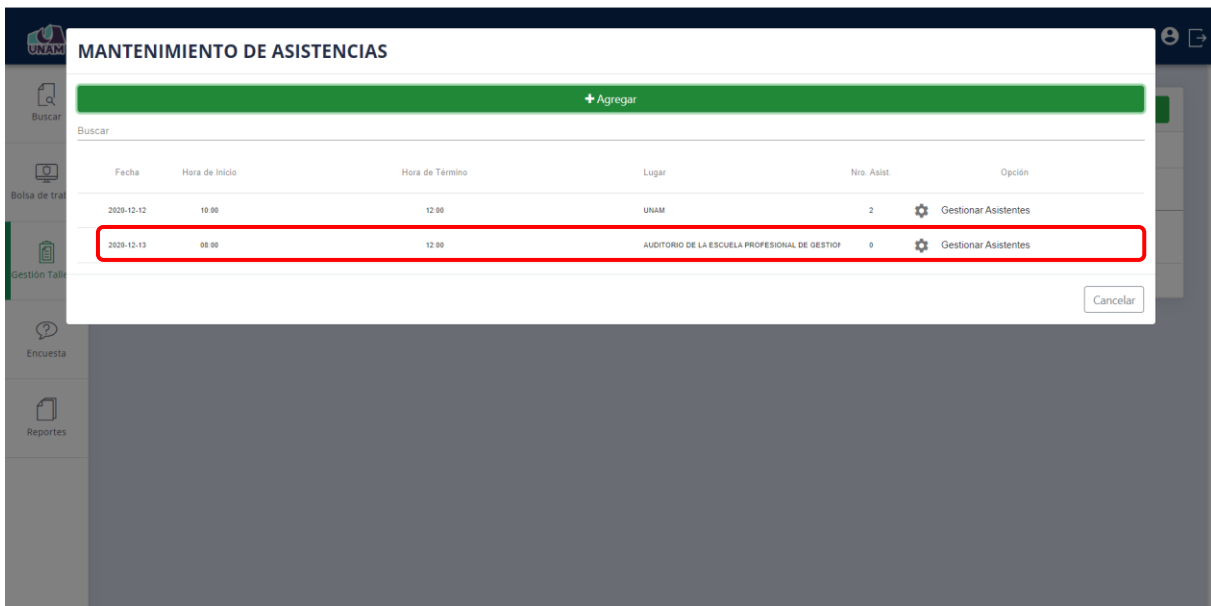 UNAM
MANTENIMIENTO DE ASISTENCIAS
Agregar
Buscar
Fecha Hora de Inicio Hora de Término Lugar Nro. Asist. Opción
2020-12-12 10:00 12:00 UNAM 2 Gestionar Asistentes
2020-12-13 08:00 12:00 AUDITORIO DE LA ESCUELA PROFESIONAL DE GESTION 0 Gestionar Asistentes
Cancelar
Buscar
Bolsa de trab
Gestión Talle
Encuesta
Reportes